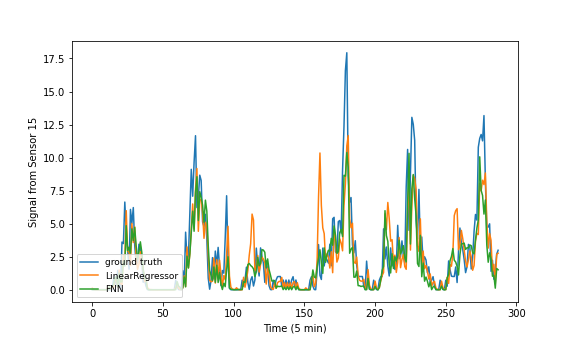 17.5
15.0
12.5
10.0
7.5
5.0
2.5
0.0
Signal from Sensor 15
ground truth
LinearRegressor
FNN
0 50 100 150 200 250 300
Time (5 min)